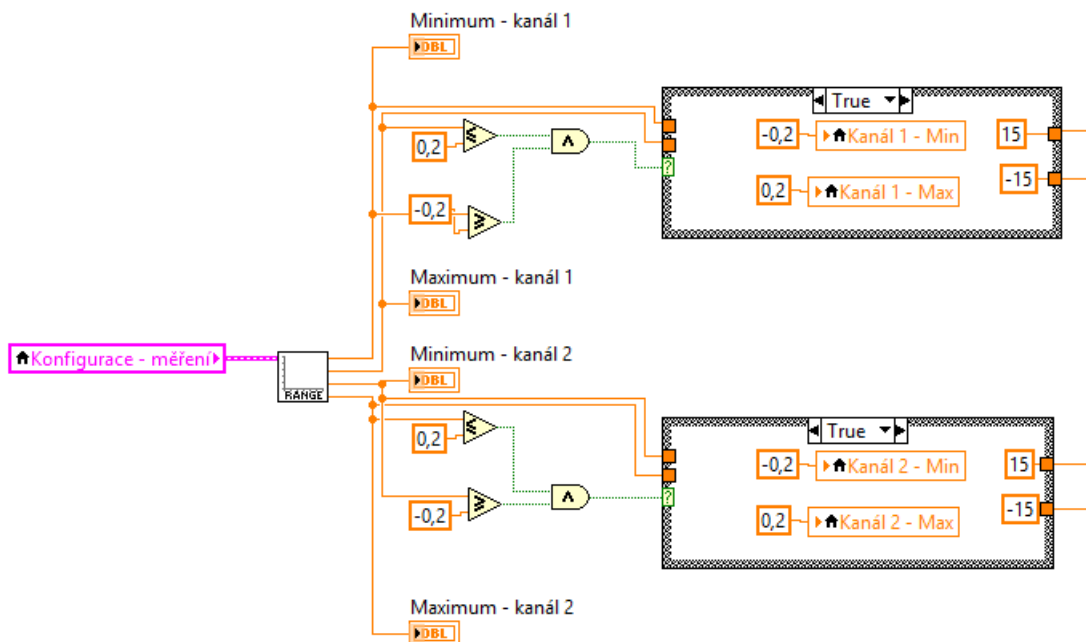 Minimum - kanál 1
DBL
True
-0,2
Kanál 1 - Min
15
0,2
-0,2
0,2
Kanál 1 - Max
-15
Maximum - kanál 1
DBL
Konfigurace - měření
RANGE
Minimum - kanál 2
DBL
True
0,2
-0,2
Kanál 2 - Min
15
-0,2
0,2
Kanál 2 - Max
-15
Maximum - kanál 2
DBL